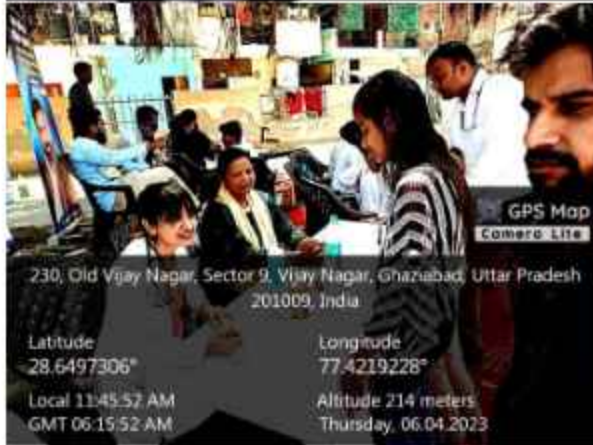 GPS Map
Camera Lite
230, Old Vijay Nagar, Sector 9, Vijay Nagar, Ghaziabad, Uttar Pradesh
201009, India
Latitude
28.6497306°
Longitude
77.4219228°
Local 11:45:52 AM
GMT 06:15:52 AM
Altitude 214 meters
Thursday, 06.04.2023